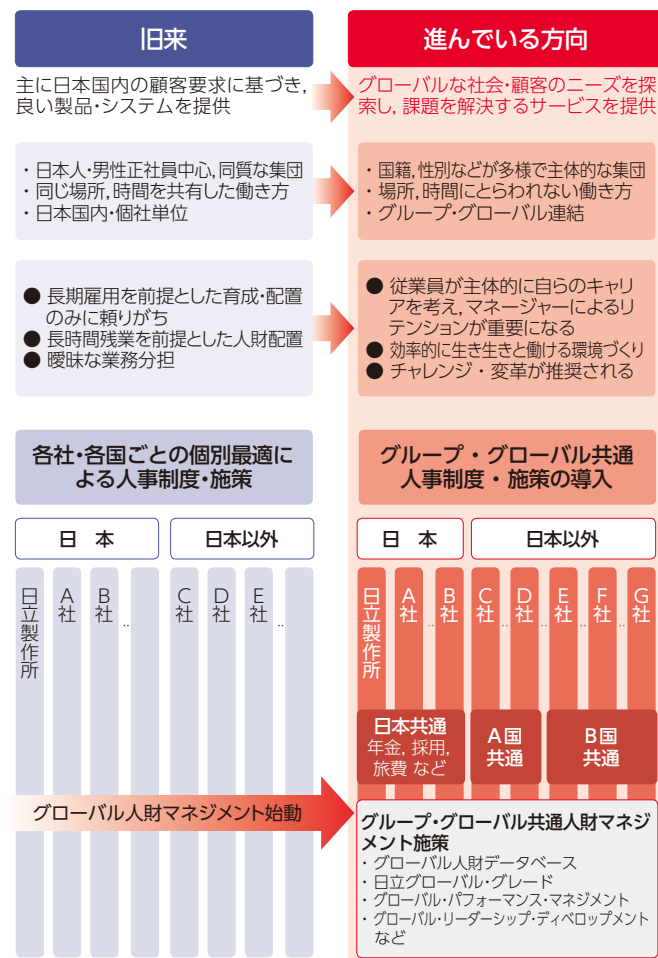 旧来
進んでいる方向
主に日本国内の顧客要求に基づき,
良い製品・システムを提供
グローバルな社会・顧客のニーズを探
索し, 課題を解決するサービスを提供
・日本人・男性正社員中心, 同質な集団
・同じ場所, 時間を共有した働き方
・日本国内・個社単位
・国籍, 性別などが多様で主体的な集団
・場所, 時間にとらわれない働き方
・グループ・グローバル連結
● 長期雇用を前提とした育成・配置
のみに頼りがち
● 長時間残業を前提とした人財配置
● 曖昧な業務分担
● 従業員が主体的に自らのキャリ
アを考え, マネージャーによるリ
テンションが重要になる
● 効率的に生き生きと働ける環境づくり
● チャレンジ・変革が推奨される
各社・各国ごとの個別最適に
よる人事制度・施策
グループ・グローバル共通
人事制度・施策の導入
日 本
日本以外
日 本
日本以外
日立製作所
A社
B社
‥
C社
D社
E社
‥
日立製作所
A社
‥
B社
C社
‥
D社
‥
E社
‥
F社
‥
G社
日本共通
年金, 採用,
旅費 など
A国
共通
B国
共通
グローバル人財マネジメント始動
グループ・グローバル共通人財マネジ
メント施策
・グローバル人財データベース
・日立グローバル・グレード
・グローバル・パフォーマンス・マネジメント
・グローバル・リーダーシップ・ディベロップメント
など